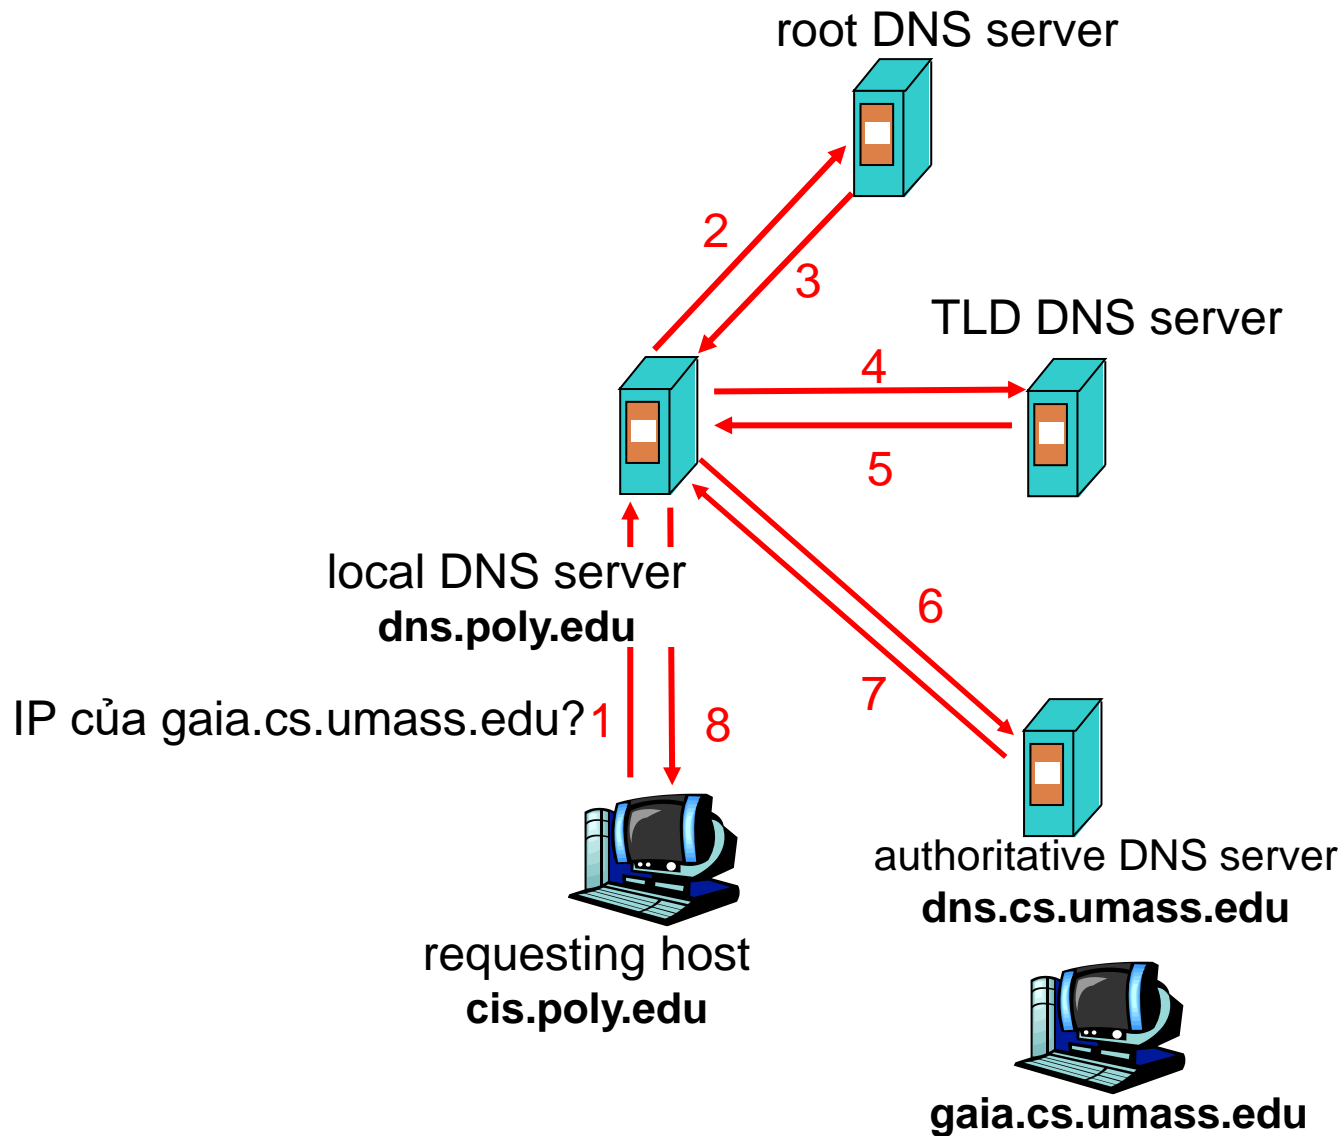 root DNS server
2
3
TLD DNS server
4
5
local DNS server
dns.poly.edu
6
7
IP của gaia.cs.umass.edu?
1
8
authoritative DNS server
dns.cs.umass.edu
requesting host
cis.poly.edu
gaia.cs.umass.edu